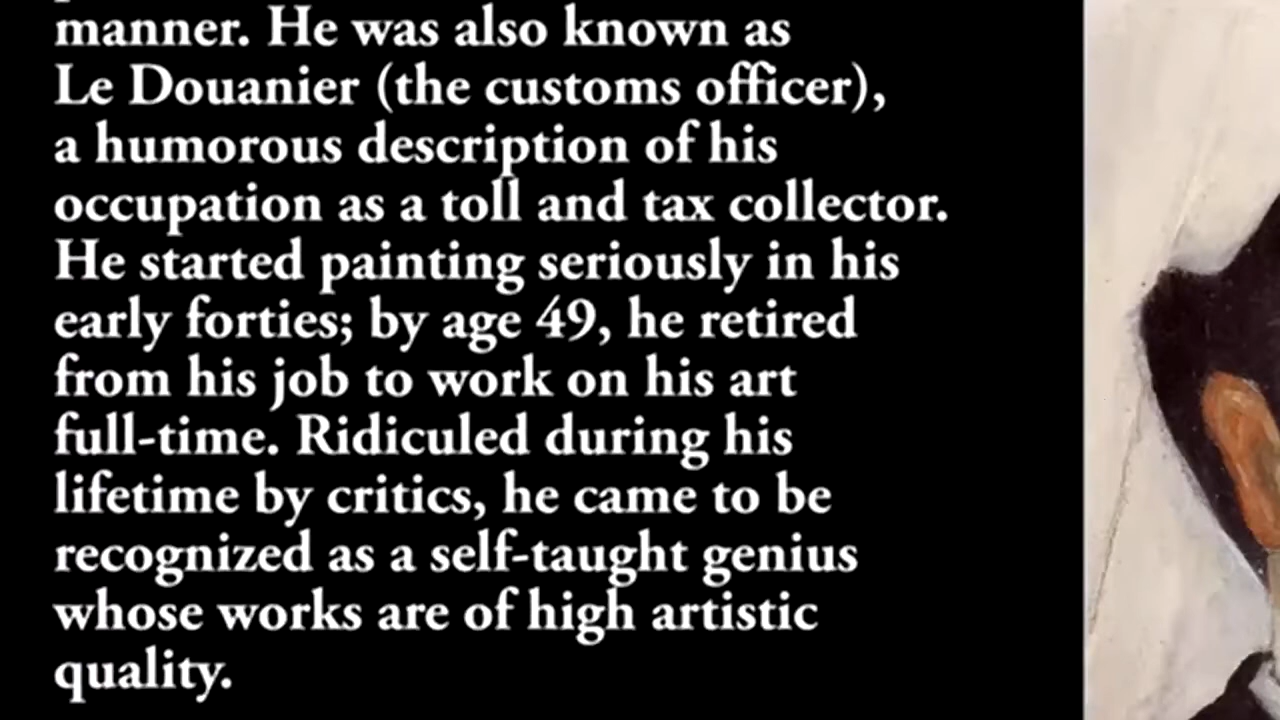 manner. He was also known as
Le Douanier (the customs officer),
a humorous description of his
occupation as a toll and tax collector.
He started painting seriously in his
early forties; by age 49, he retired
from his job to work on his art
full-time. Ridiculed during his
lifetime by critics, he came to be
recognized as a self-taught genius
whose works are of high artistic
quality.